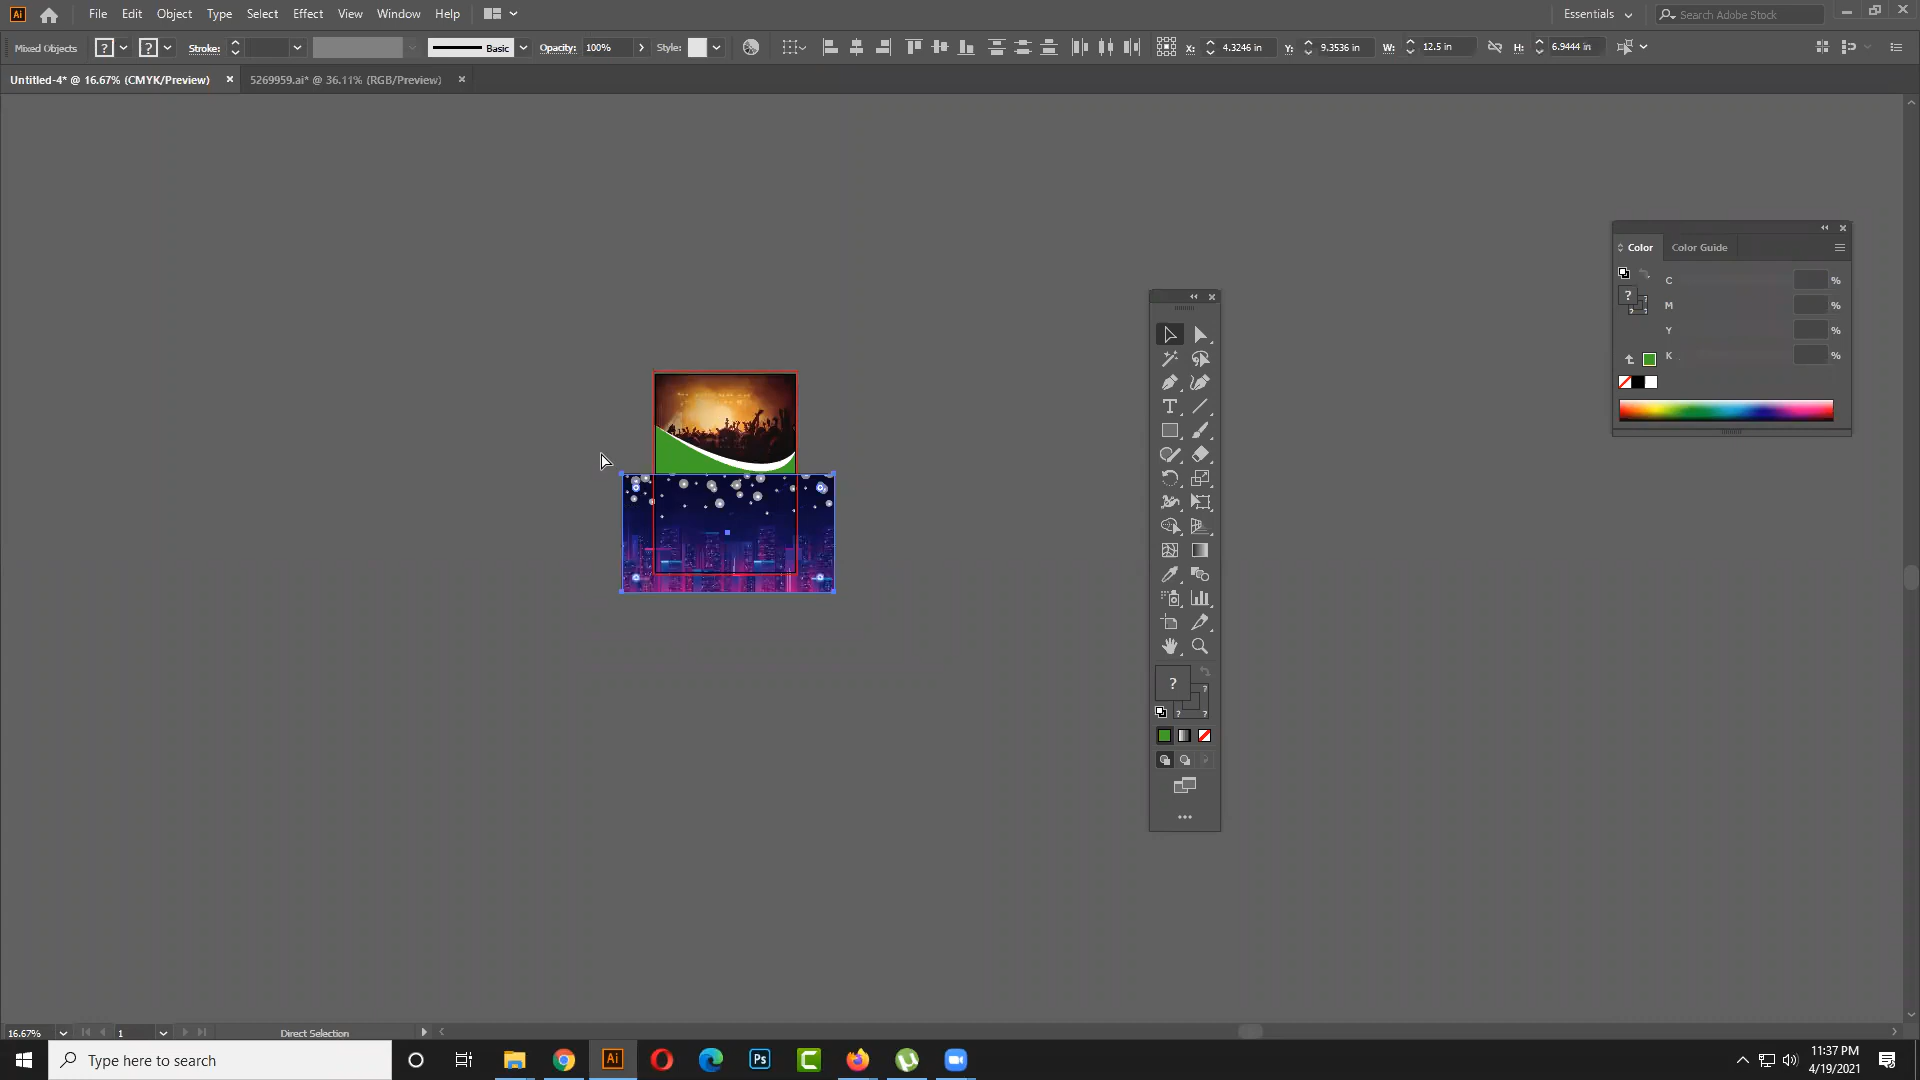 Ai File Edit Object Type Select Effect View Window Help Essentials Search Adobe Stock
Mixed Objects ? ? Stroke: Basic Opacity: 100% Style: X: 4.3246 in Y: 9.3536 in W: 12.5 in H: 6.9444 in
Untitled-4* @ 16.67% (CMYK/Preview) 5269959.ai* @ 36.11% (RGB/Preview)
Color Color Guide
C %
M %
Y %
K %
?
?
T
?
?
? ?
16.67% 1 Direct Selection
Type here to search
Ai
Ps
C
11:37 PM
4/19/2021